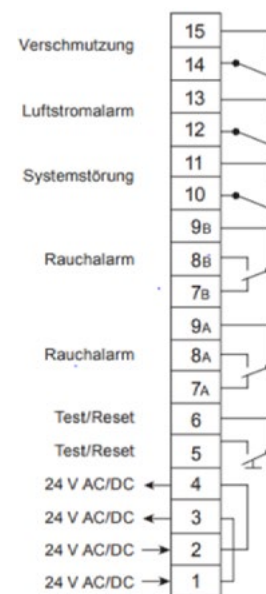 15
Verschmutzung
14
13
Luftstromalarm
12
11
Systemstörung
10
9B
Rauchalarm 8B
7B
9A
Rauchalarm 8A
7A
Test/Reset 6
Test/Reset 5
24 V AC/DC 4
24 V AC/DC 3
24 V AC/DC 2
24 V AC/DC 1